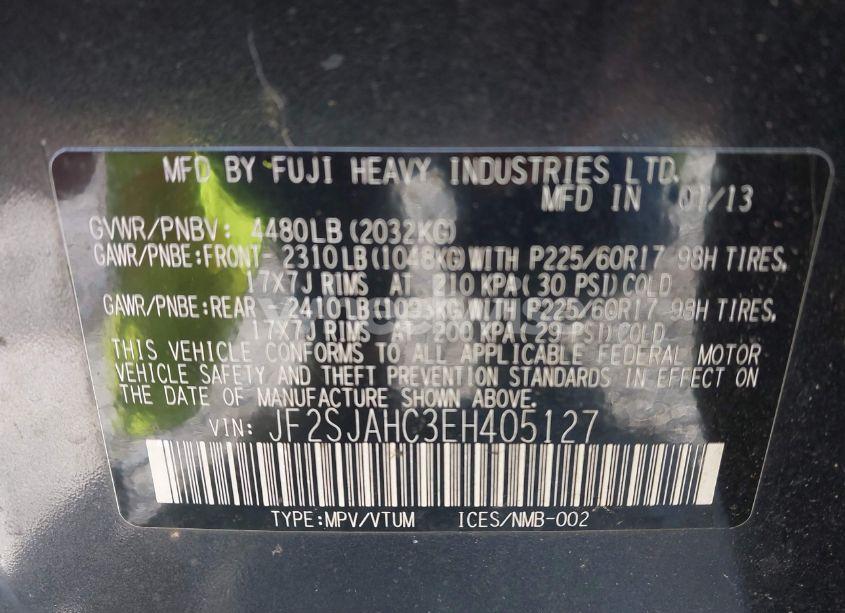 MFD BY FUJI HEAVY INDUSTRIES LTD.
MFD IN 01/13
GVWR/PNBV: 4480LB(2032KG)
GAWR/PNBE:FRONT- 2310LB(1048KG)WITH P225/60R17 98H TIRES,
17X7J RIMS AT 210 KPA(30 PSI)COLD
GAWR/PNBE:REAR -2410LB(1093KG)WITH P225/60R17 98H TIRES,
17X7J RIMS AT 200 KPA(29 PSI)COLD
THIS VEHICLE CONFORMS TO ALL APPLICABLE FEDERAL MOTOR
VEHICLE SAFETY AND THEFT PREVENTION STANDARDS IN EFFECT ON
THE DATE OF MANUFACTURE SHOWN ABOVE.
VIN: JF2SJAHC3EH405127
TYPE:MPV/VTUM ICES/NMB-002